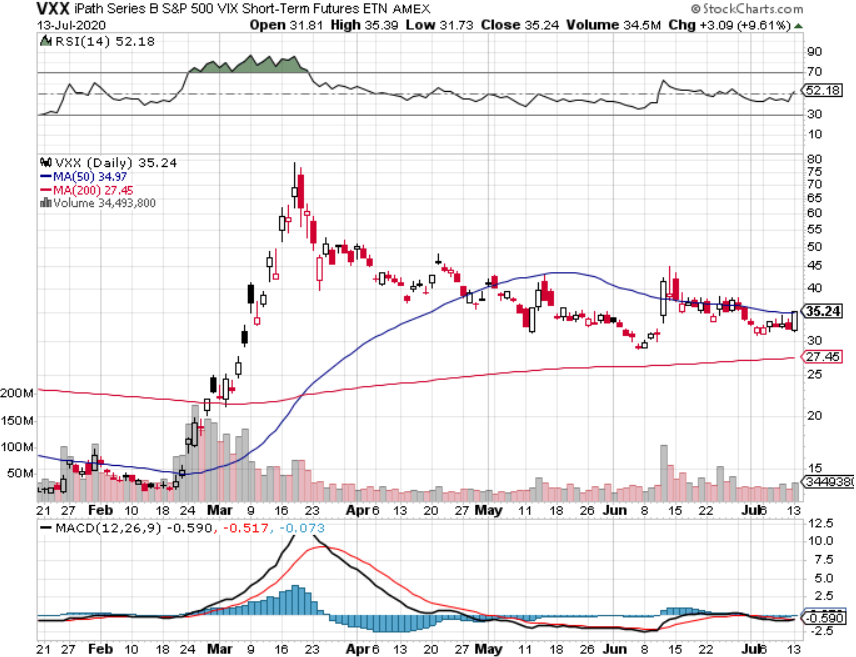 VXX iPath Series B S&P 500 VIX Short-Term Futures ETN AMEX © StockCharts.com
13-Jul-2020 Open 31.81 High 35.39 Low 31.73 Close 35.24 Volume 34.5M Chg +3.09 (+9.61%)
RSI(14) 52.18
90
70
52.18
30
10
VXX (Daily) 35.24
MA(50) 34.97
MA(200) 27.45
Volume 34,493,800
80
75
70
65
60
55
50
45
40
35.24
30
27.45
25
20
15
200M
150M
100M
50M
3449380
21 27 Feb 10 18 24 Mar 9 16 23 Apr 6 13 20 27 May 11 18 26 Jun 8 15 22 Jul 6 13
MACD(12,26,9) -0.590, -0.517, -0.073
12.5
10.0
7.5
5.0
2.5
-0.590
-2.5
21 27 Feb 10 18 24 Mar 9 16 23 Apr 6 13 20 27 May 11 18 26 Jun 8 15 22 Jul 6 13